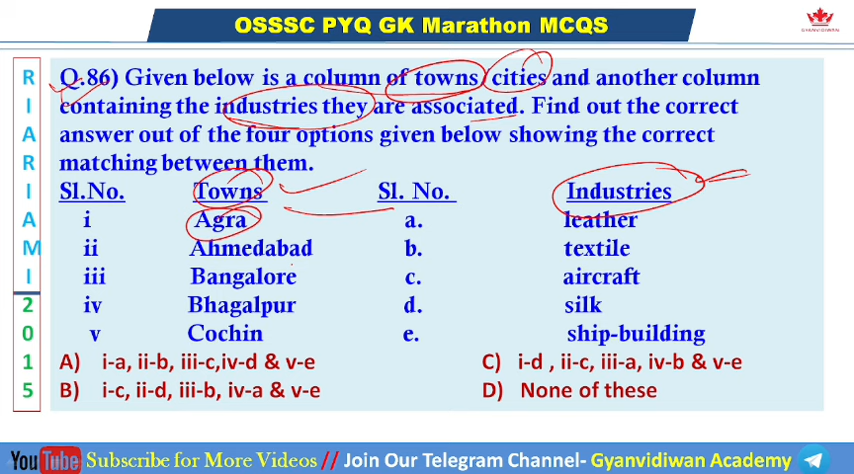 OSSSC PYQ GK Marathon MCQS
GYANVIDIWAN
R
I
A
R
I
A
M
I
2
0
1
5
Q.86) Given below is a column of towns/cities and another column
containing the industries they are associated. Find out the correct
answer out of the four options given below showing the correct
matching between them.
Sl.No. Towns Sl. No. Industries
i Agra a. leather
ii Ahmedabad b. textile
iii Bangalore c. aircraft
iv Bhagalpur d. silk
v Cochin e. ship-building
A) i-a, ii-b, iii-c,iv-d & v-e C) i-d , ii-c, iii-a, iv-b & v-e
B) i-c, ii-d, iii-b, iv-a & v-e D) None of these
YouTube Subscribe for More Videos // Join Our Telegram Channel- Gyanvidiwan Academy